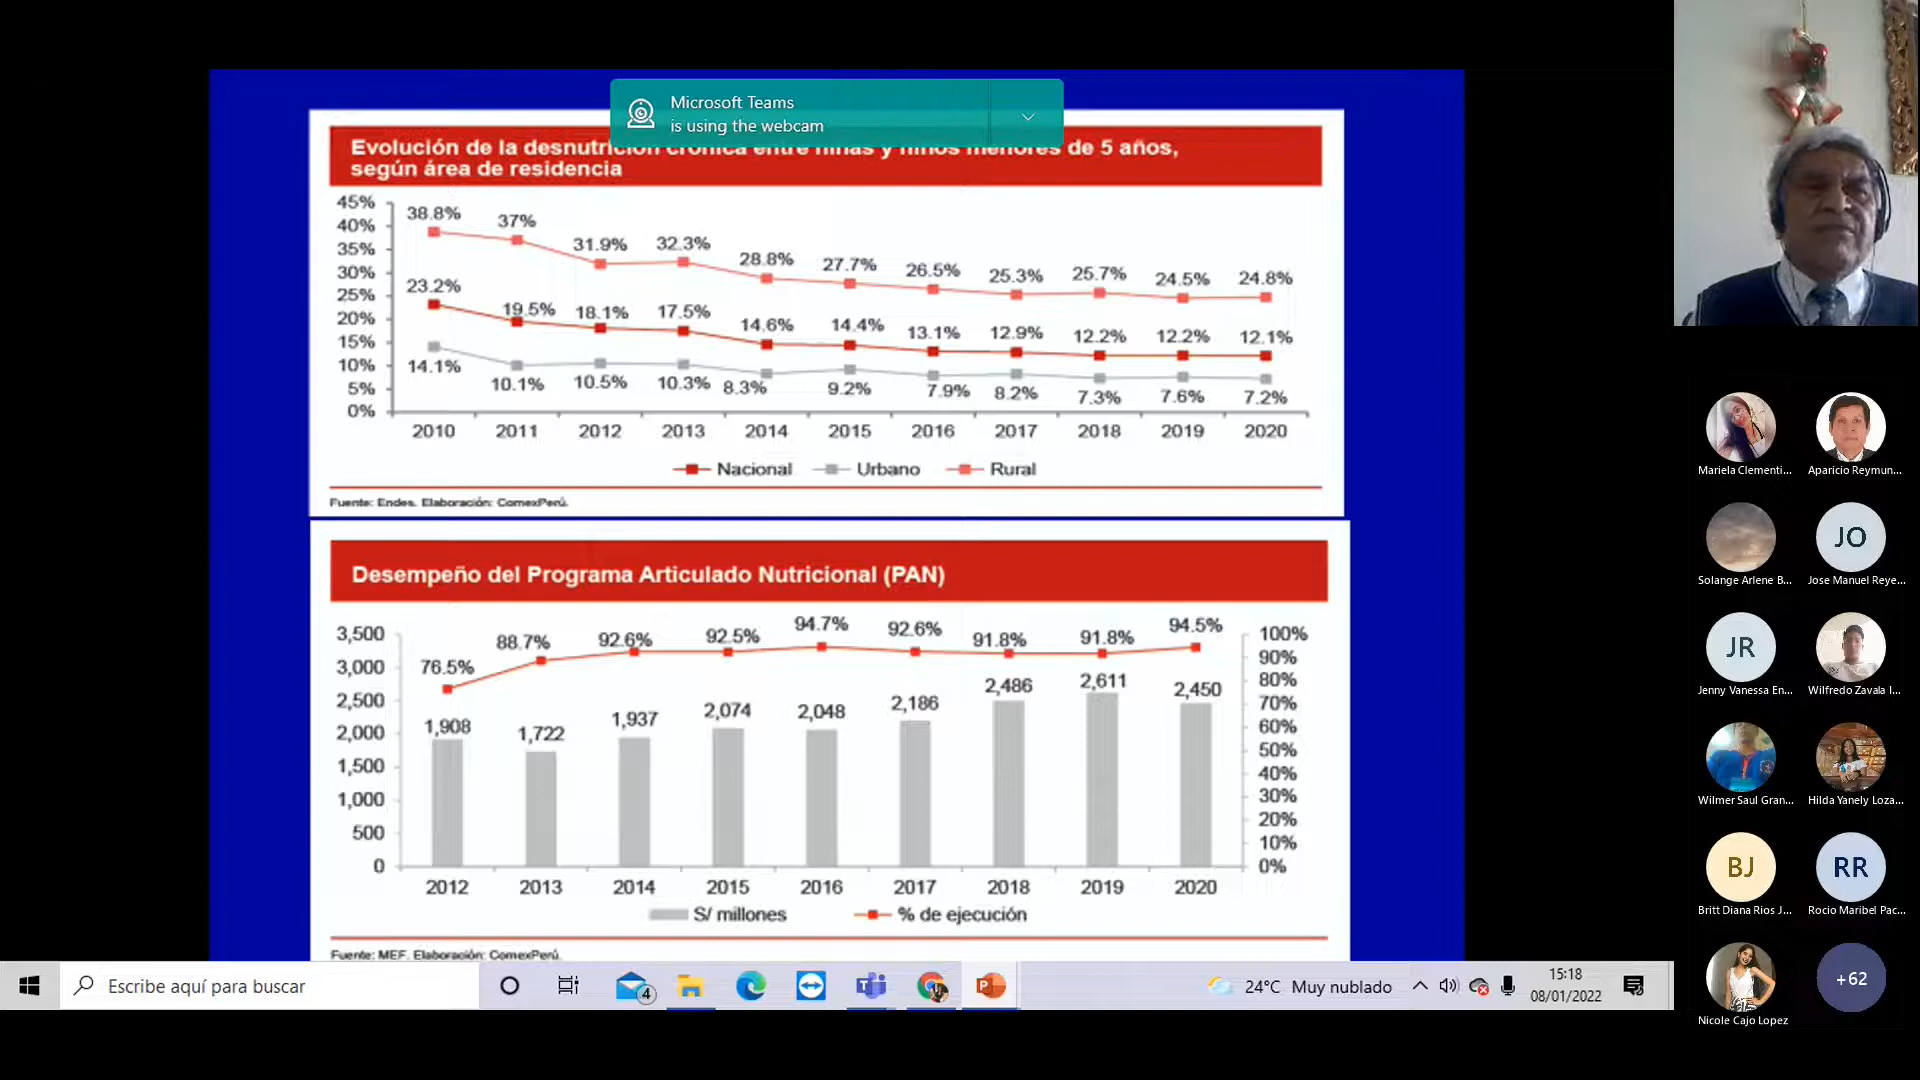 Microsoft Teams
is using the webcam
Evolución de la desnutrición crónica entre niñas y niños menores de 5 años,
según área de residencia
45%
40%
35%
30%
25%
20%
15%
10%
5%
0%
38.8% 37% 31.9% 32.3% 28.8% 27.7% 26.5% 25.3% 25.7% 24.5% 24.8%
23.2% 19.5% 18.1% 17.5% 14.6% 14.4% 13.1% 12.9% 12.2% 12.2% 12.1%
14.1% 10.1% 10.5% 10.3% 8.3% 9.2% 7.9% 8.2% 7.3% 7.6% 7.2%
2010 2011 2012 2013 2014 2015 2016 2017 2018 2019 2020
Nacional Urbano Rural
Fuente: Endes. Elaboración: ComexPerú.
Desempeño del Programa Articulado Nutricional (PAN)
3,500
3,000
2,500
2,000
1,500
1,000
500
0
76.5% 88.7% 92.6% 92.5% 94.7% 92.6% 91.8% 91.8% 94.5%
1,908 1,722 1,937 2,074 2,048 2,186 2,486 2,611 2,450
100%
90%
80%
70%
60%
50%
40%
30%
20%
10%
0%
2012 2013 2014 2015 2016 2017 2018 2019 2020
S/ millones % de ejecución
Fuente: MEF. Elaboración: ComexPerú.
Escribe aquí para buscar
4
24°C Muy nublado
15:18
08/01/2022
Mariela Clementi... Aparicio Reymun...
JO
Solange Arlene B... Jose Manuel Reye...
JR
Jenny Vanessa En... Wilfredo Zavala I...
Wilmer Saul Gran... Hilda Yanely Loza...
BJ RR
Britt Diana Rios J... Rocio Maribel Pac...
+62
Nicole Cajo Lopez